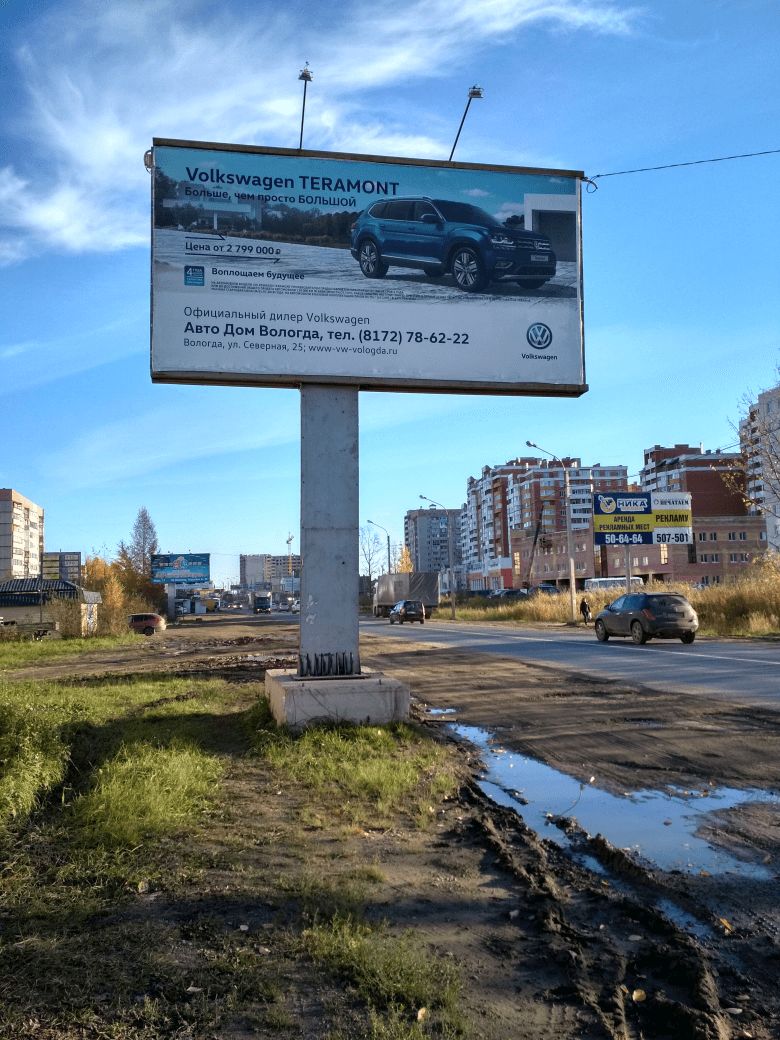 Volkswagen TERAMONT
Больше, чем просто БОЛЬШОЙ
Цена от 2 799 000 ₽
4 года
Воплощаем будущее
Официальный дилер Volkswagen
Авто Дом Вологда, тел. (8172) 78-62-22
Вологда, ул. Северная, 25; www-vw-vologda.ru
Volkswagen
НИКА
АРЕНДА
РЕКЛАМНЫХ МЕСТ
50-64-64
ПЕЧАТАЕМ
РЕКЛАМУ
507-501